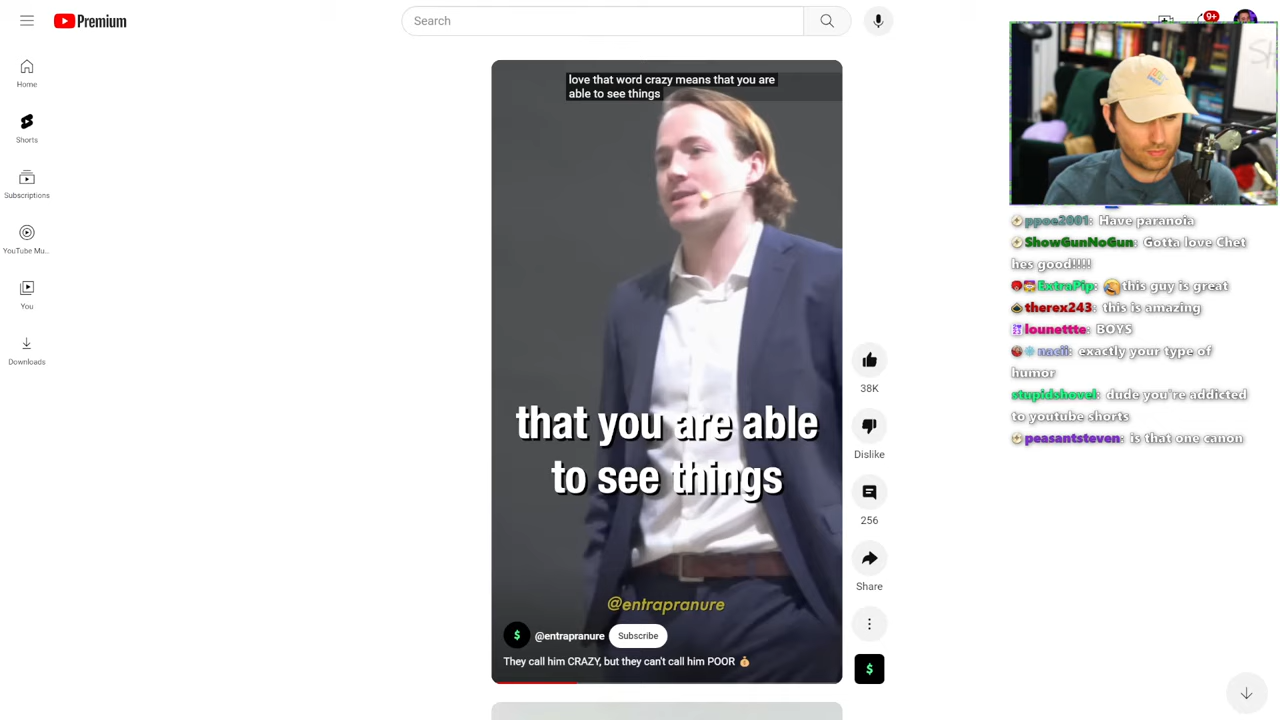 Premium
Search
9+
Home
Shorts
Subscriptions
YouTube Mu...
You
Downloads
love that word crazy means that you are
able to see things
that you are able
to see things
@entrapranure
$ @entrapranure Subscribe
They call him CRAZY, but they can't call him POOR 💰
38K
Dislike
256
Share
$
ppoe2001: Have paranoia
ShowGunNoGun: Gotta love Chet
hes good!!!!
ExtraPip: this guy is great
therex243: this is amazing
lounettte: BOYS
nacii: exactly your type of
humor
stupidshovel: dude you're addicted
to youtube shorts
peasantsteven: is that one canon